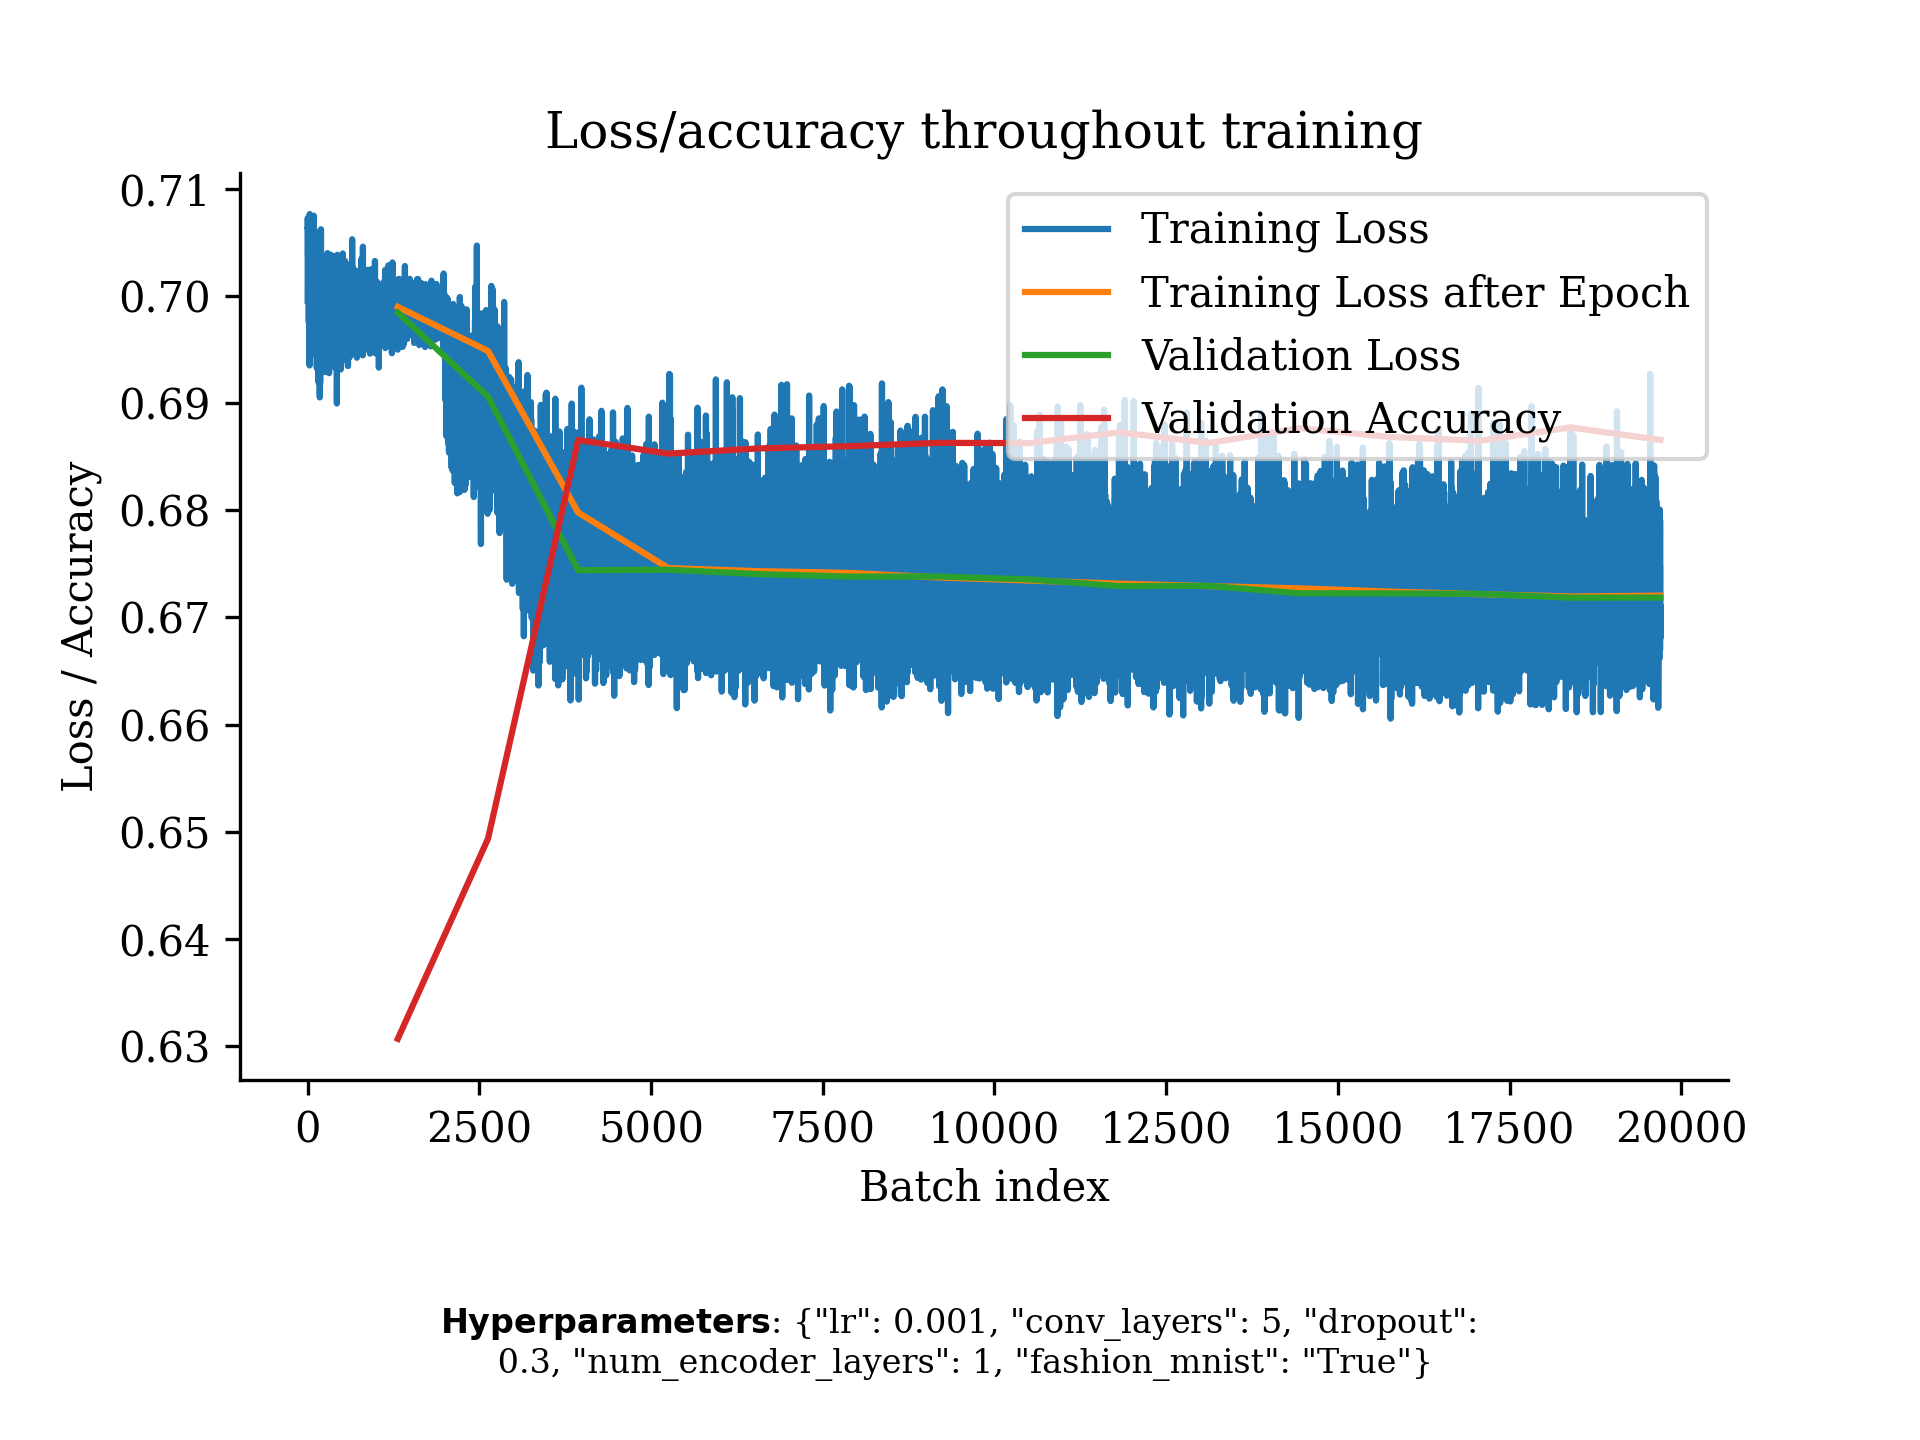 Loss/accuracy throughout training
0.71
0.70
0.69
0.68
0.67
0.66
0.65
0.64
0.63
Loss / Accuracy
Training Loss
Training Loss after Epoch
Validation Loss
Validation Accuracy
0 2500 5000 7500 10000 12500 15000 17500 20000
Batch index
Hyperparameters: {"lr": 0.001, "conv_layers": 5, "dropout":
0.3, "num_encoder_layers": 1, "fashion_mnist": "True"}